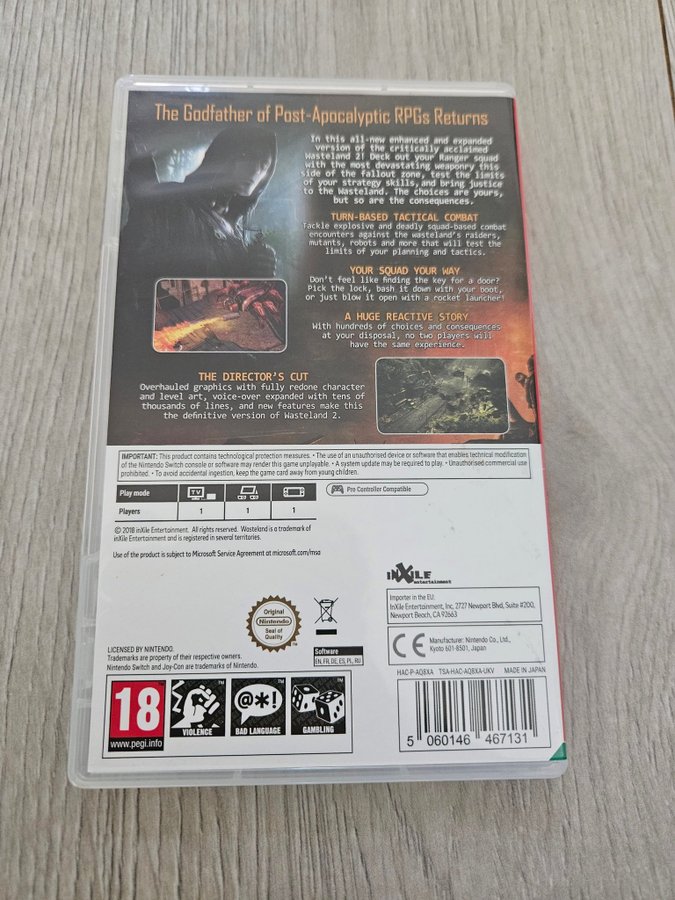 The Godfather of Post-Apocalyptic RPGs Returns
In this all-new enhanced and expanded
version of the critically acclaimed
Wasteland 2! Deck out your Ranger squad
with the most devastating weaponry this
side of the fallout zone, test the limits
of your strategy skills, and bring justice
to the Wasteland. The choices are yours,
but so are the consequences.
TURN-BASED TACTICAL COMBAT
Tackle explosive and deadly squad-based combat
encounters against the wasteland's raiders,
mutants, robots and more that will test the
limits of your planning and tactics.
YOUR SQUAD YOUR WAY
Don't feel like finding the key for a door?
Pick the lock, bash it down with your boot,
or just blow it open with a rocket launcher!
A HUGE REACTIVE STORY
With hundreds of choices and consequences
at your disposal, no two players will
have the same experience.
THE DIRECTOR'S CUT
Overhauled graphics with fully redone character
and level art, voice-over expanded with tens of
thousands of lines, and new features make this
the definitive version of Wasteland 2.
IMPORTANT: This product contains technological protection measures. • The use of an unauthorised device or software that enables technical modification
of the Nintendo Switch console or software may render this game unplayable. • A system update may be required to play. • Unauthorised commercial use
prohibited. • To avoid accidental ingestion, keep the game card away from young children.
Play mode TV
Players 1 1 1
Pro Controller Compatible
© 2018 inXile Entertainment. All rights reserved. Wasteland is a trademark of
inXile Entertainment and is registered in several territories.
Use of the product is subject to Microsoft Service Agreement at microsoft.com/msa
INXILE
entertainment
Importer in the EU:
InXile Entertainment, Inc, 2727 Newport Blvd, Suite #200,
Newport Beach, CA 92663
Original
Nintendo
Seal of
Quality
CE Manufacturer: Nintendo Co., Ltd.,
Kyoto 601-8501, Japan
LICENSED BY NINTENDO.
Trademarks are property of their respective owners.
Nintendo Switch and Joy-Con are trademarks of Nintendo.
Software
EN, FR, DE, ES, PL, RU
HAC-P-AQ8XA TSA-HAC-AQ8XA-UKV MADE IN JAPAN
18
www.pegi.info
VIOLENCE
@*!
BAD LANGUAGE
GAMBLING
5 060146 467131